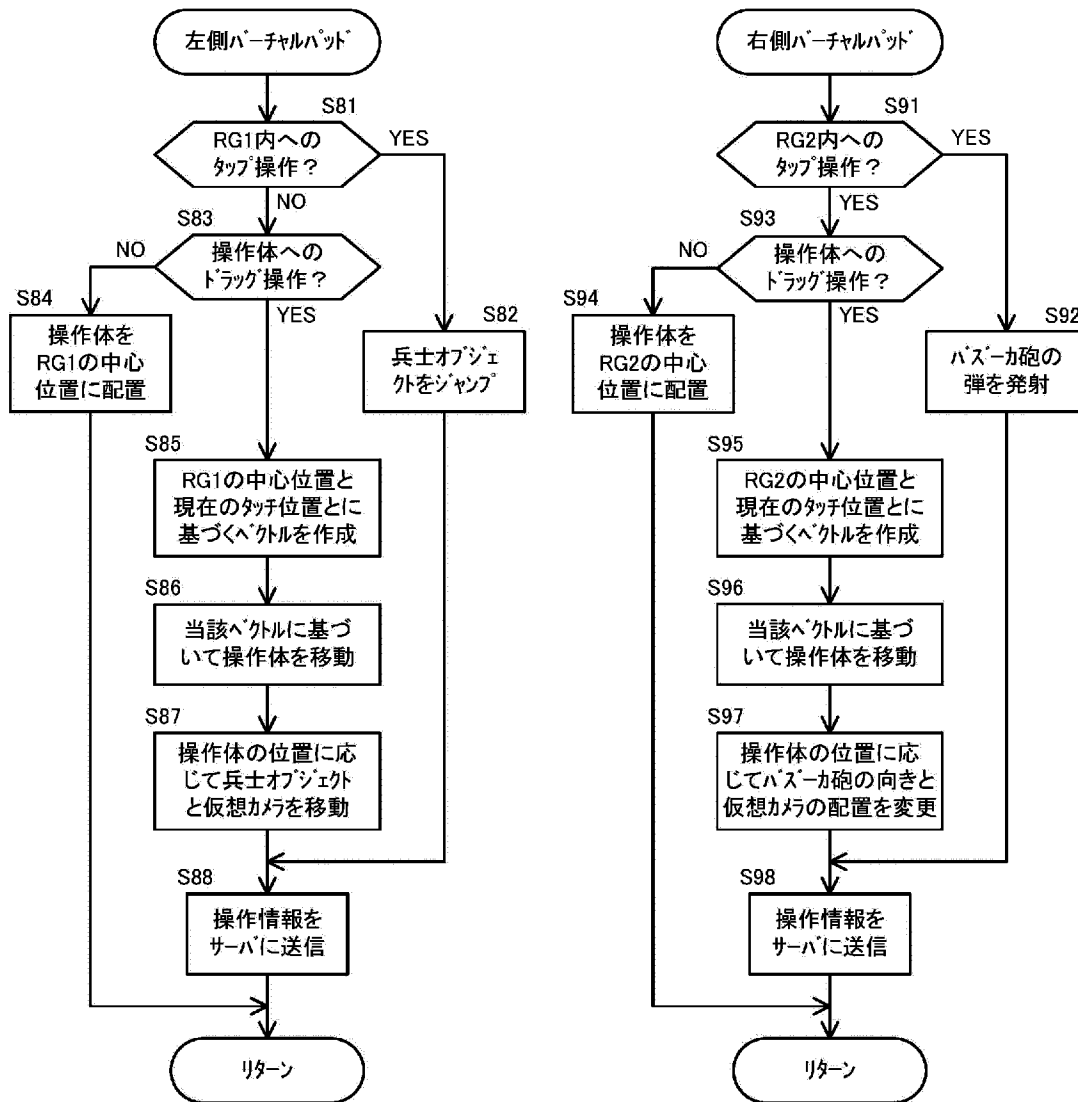 左側バーチャルパッド
S81
RG1内への
タップ操作？
YES
NO
S83
操作体への
ドラッグ操作？
NO
YES
S84
操作体を
RG1の中心
位置に配置
S82
兵士オブジェ
クトをジャンプ
S85
RG1の中心位置と
現在のタッチ位置とに
基づくベクトルを作成
S86
当該ベクトルに基づ
いて操作体を移動
S87
操作体の位置に応
じて兵士オブジェクト
と仮想カメラを移動
S88
操作情報を
サーバに送信
リターン
右側バーチャルパッド
S91
RG2内への
タップ操作？
YES
YES
S93
操作体への
ドラッグ操作？
NO
YES
S94
操作体を
RG2の中心
位置に配置
S92
バズーカ砲の
弾を発射
S95
RG2の中心位置と
現在のタッチ位置とに
基づくベクトルを作成
S96
当該ベクトルに基づ
いて操作体を移動
S97
操作体の位置に応
じてバズーカ砲の向きと
仮想カメラの配置を変更
S98
操作情報を
サーバに送信
リターン